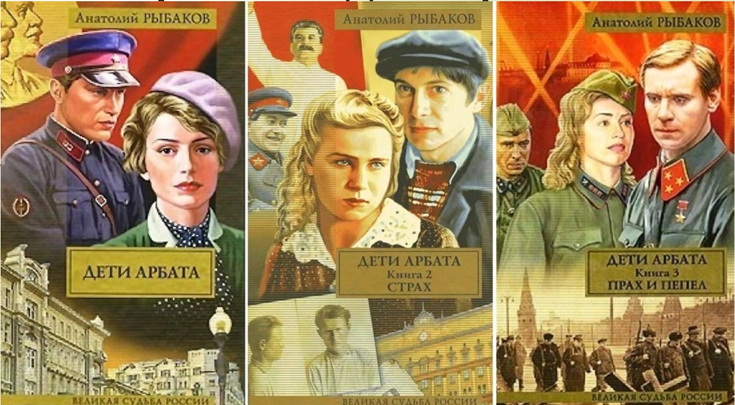 Анатолий РЫБАКОВ
ДЕТИ АРБАТА
ВЕЛИКАЯ СУДЬБА РОССИИ
Анатолий РЫБАКОВ
ДЕТИ АРБАТА
Книга 2
СТРАХ
ВЕЛИКАЯ СУДЬБА РОССИИ
Анатолий РЫБАКОВ
ДЕТИ АРБАТА
Книга 3
ПРАХ И ПЕПЕЛ
ВЕЛИКАЯ СУДЬБА РОССИИ